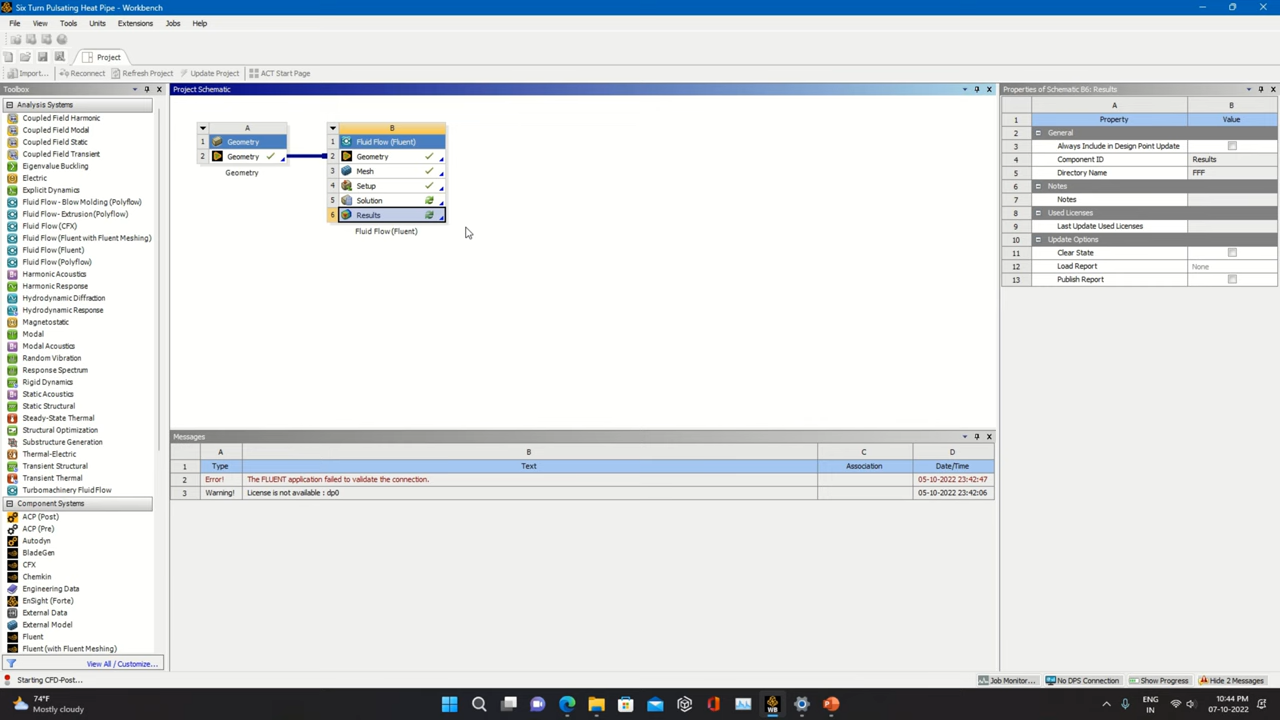 Six Turn Pulsating Heat Pipe - Workbench
File View Tools Units Extensions Jobs Help
Project
Import... Reconnect Refresh Project Update Project ACT Start Page
Toolbox
Analysis Systems
Coupled Field Harmonic
Coupled Field Modal
Coupled Field Static
Coupled Field Transient
Eigenvalue Buckling
Electric
Explicit Dynamics
Fluid Flow - Blow Molding (Polyflow)
Fluid Flow- Extrusion (Polyflow)
Fluid Flow (CFX)
Fluid Flow (Fluent with Fluent Meshing)
Fluid Flow (Fluent)
Fluid Flow (Polyflow)
Harmonic Acoustics
Harmonic Response
Hydrodynamic Diffraction
Hydrodynamic Response
Magnetostatic
Modal
Modal Acoustics
Random Vibration
Response Spectrum
Rigid Dynamics
Static Acoustics
Static Structural
Steady-State Thermal
Structural Optimization
Substructure Generation
Thermal-Electric
Transient Structural
Transient Thermal
Turbomachinery Fluid Flow
Component Systems
ACP (Post)
ACP (Pre)
Autodyn
BladeGen
CFX
Chemkin
Engineering Data
EnSight (Forte)
External Data
External Model
Fluent
Fluent (with Fluent Meshing)
View All / Customize...
Project Schematic
A
1 Geometry
2 Geometry
Geometry
B
1 Fluid Flow (Fluent)
2 Geometry
3 Mesh
4 Setup
5 Solution
6 Results
Fluid Flow (Fluent)
Messages
A B C D
1 Type Text Association Date/Time
2 Error! The FLUENT application failed to validate the connection. 05-10-2022 23:42:47
3 Warning! License is not available : dp0 05-10-2022 23:42:06
Properties of Schematic B6: Results
A B
1 Property Value
2 General
3 Always Include in Design Point Update
4 Component ID Results
5 Directory Name FFF
6 Notes
7 Notes
8 Used Licenses
9 Last Update Used Licenses
10 Update Options
11 Clear State
12 Load Report None
13 Publish Report
Starting CFD-Post...
Job Monitor... No DPS Connection Show Progress Hide 2 Messages
74°F
Mostly cloudy
WB
ENG
IN
10:44 PM
07-10-2022